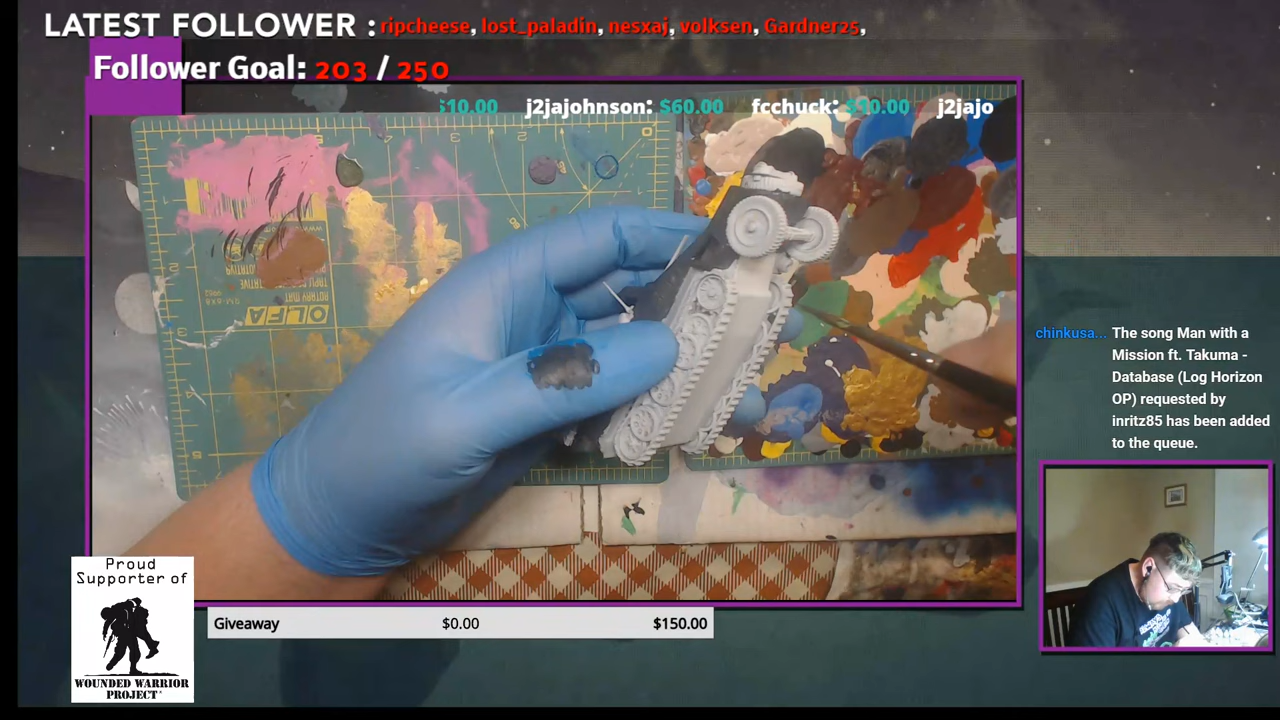 LATEST FOLLOWER : ripcheese, lost_paladin, nesxaj, volksen, Gardner25,
Follower Goal: 203 / 250
$10.00 j2jajohnson: $60.00 fcchuck: $10.00 j2jajo
OLFA
chinkusa... The song Man with a
Mission ft. Takuma -
Database (Log Horizon
OP) requested by
inritz85 has been added
to the queue.
Proud
Supporter of
WOUNDED WARRIOR
PROJECT
Giveaway $0.00 $150.00